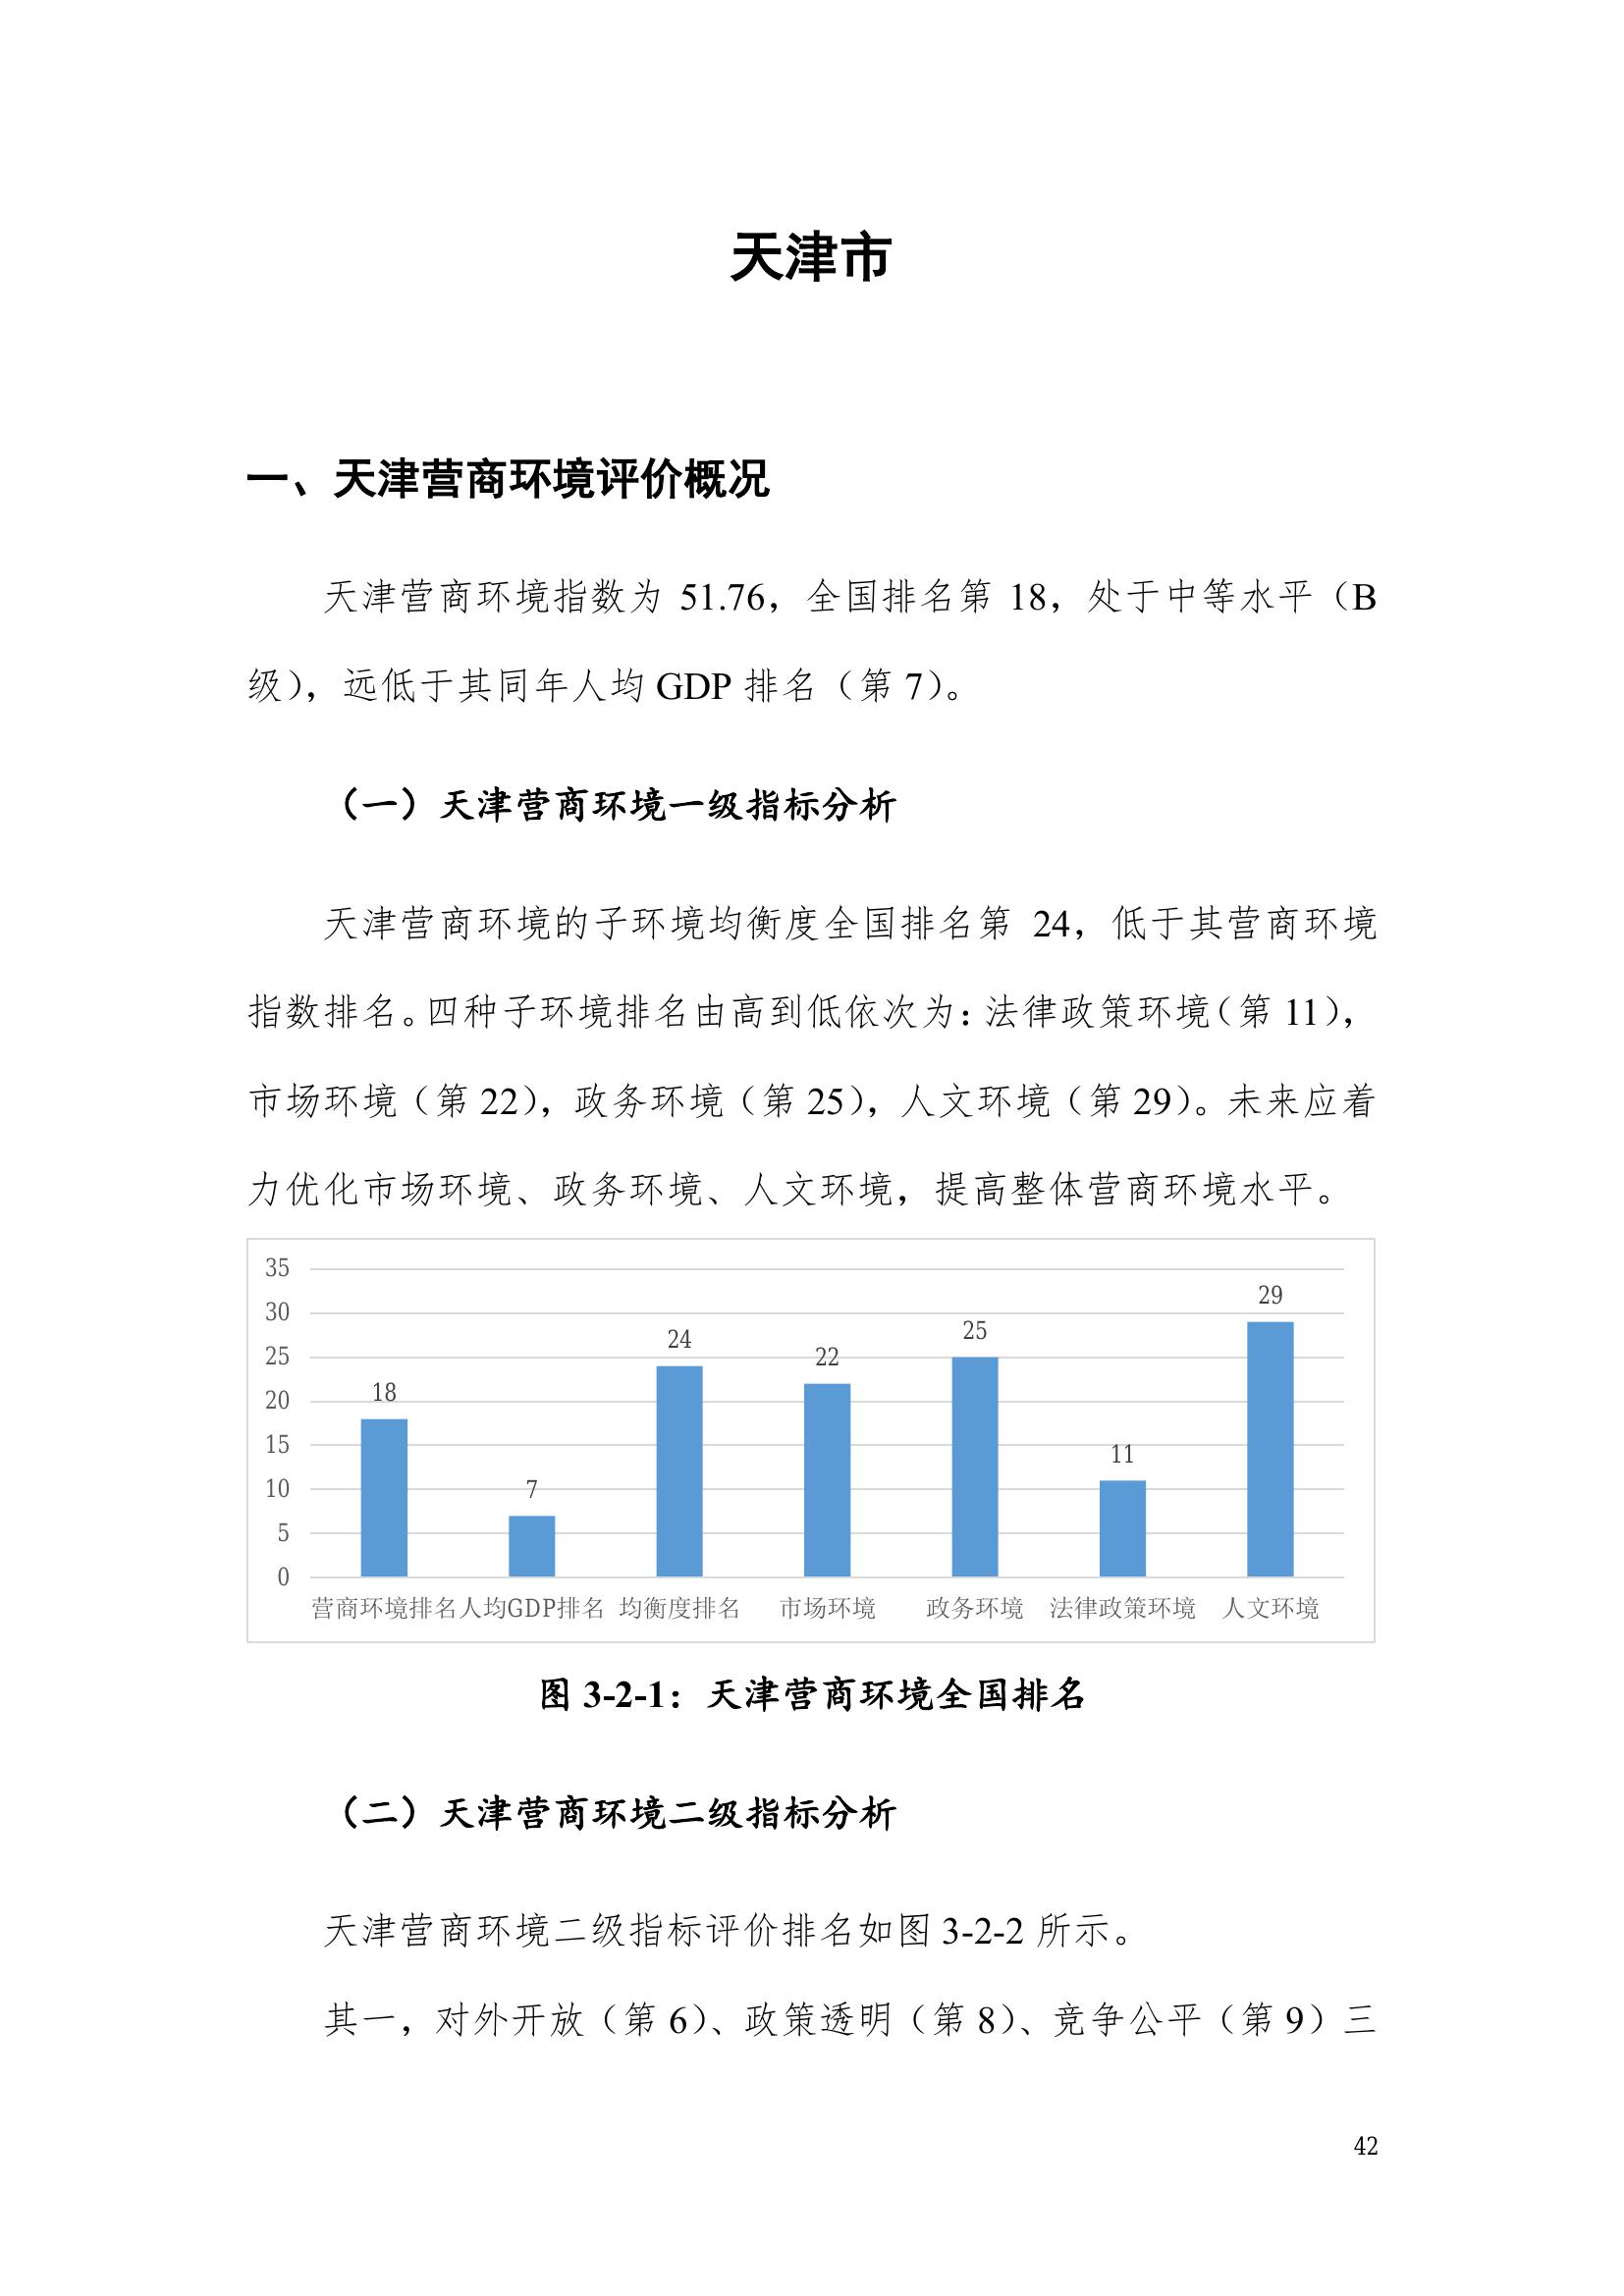 天津市
一、天津营商环境评价概况
天津营商环境指数为 51.76，全国排名第 18，处于中等水平（B
级），远低于其同年人均 GDP 排名（第 7）。
（一）天津营商环境一级指标分析
天津营商环境的子环境均衡度全国排名第 24，低于其营商环境
指数排名。四种子环境排名由高到低依次为：法律政策环境（第 11），
市场环境（第 22），政务环境（第 25），人文环境（第 29）。未来应着
力优化市场环境、政务环境、人文环境，提高整体营商环境水平。
35
30
25
20
15
10
5
0
18
7
24
22
25
11
29
营商环境排名 人均GDP排名 均衡度排名 市场环境 政务环境 法律政策环境 人文环境
图 3-2-1：天津营商环境全国排名
（二）天津营商环境二级指标分析
天津营商环境二级指标评价排名如图 3-2-2 所示。
其一，对外开放（第 6）、政策透明（第 8）、竞争公平（第 9）三
42